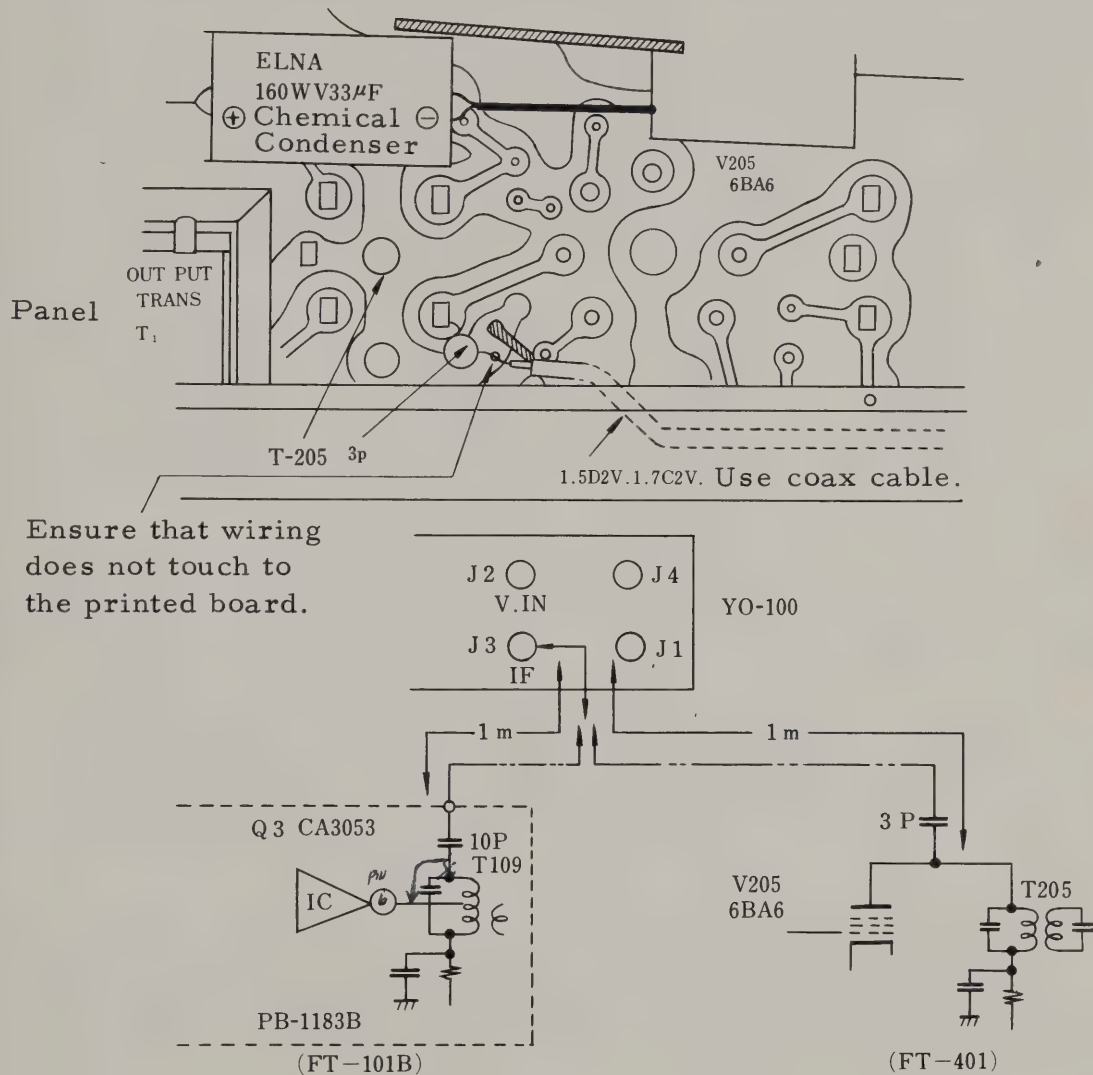 ELNA
160WV33μF
⊕ Chemical ⊖
Condenser
V205
6BA6
OUT PUT
TRANS
T₁
Panel
T-205 3p
1.5D2V.1.7C2V. Use coax cable.
Ensure that wiring
does not touch to
the printed board.
J2 J4
V.IN
YO-100
J3 J1
IF
1 m 1 m
Q3 CA3053
10P
T109
pin
6
IC
PB-1183B
(FT-101B)
3 P
V205
6BA6
T205
(FT-401)